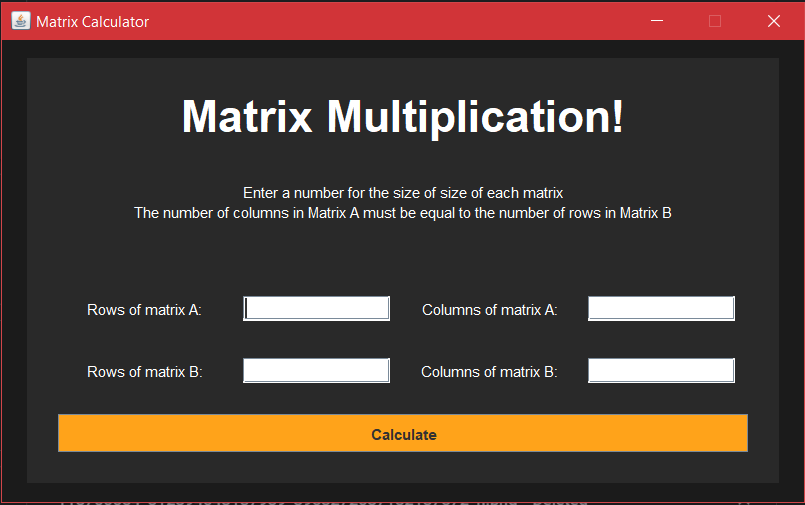 Matrix Calculator
Matrix Multiplication!
Enter a number for the size of size of each matrix
The number of columns in Matrix A must be equal to the number of rows in Matrix B
Rows of matrix A: Columns of matrix A:
Rows of matrix B: Columns of matrix B:
Calculate